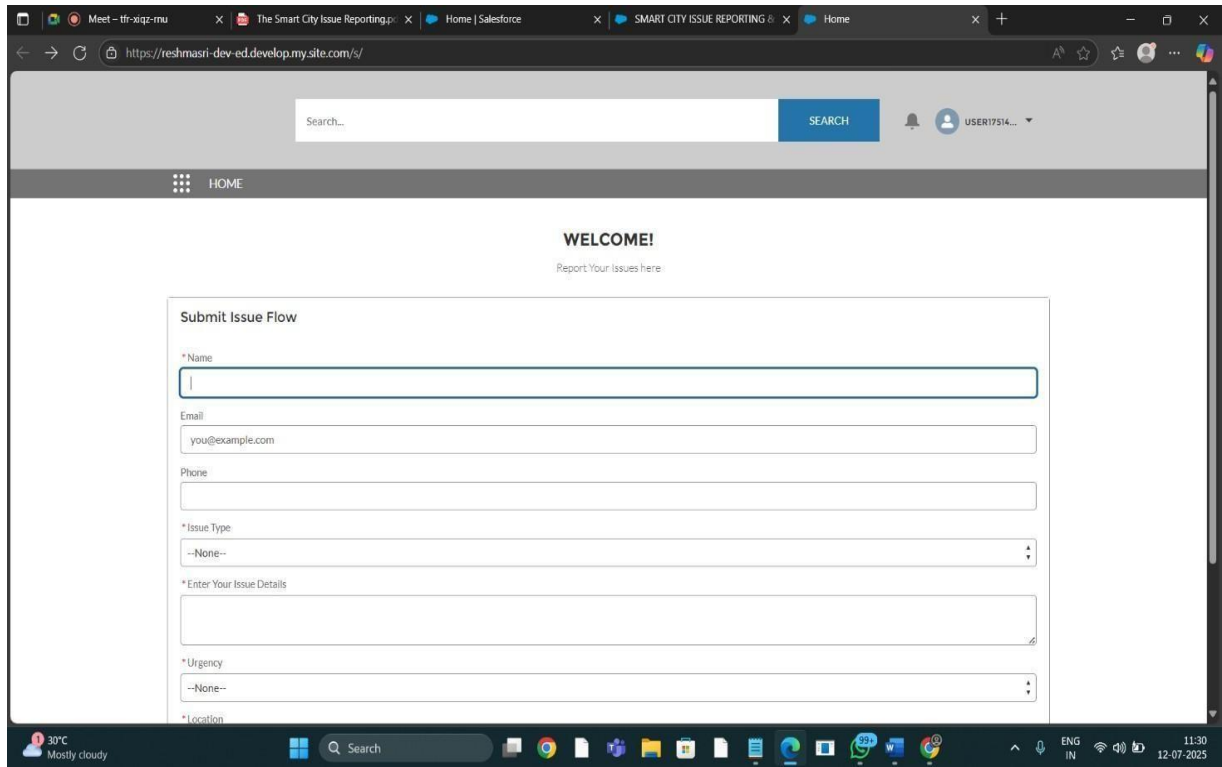 Meet – tfr-xiqz-rnu
The Smart City Issue Reporting.pd
Home | Salesforce
SMART CITY ISSUE REPORTING &
Home
https://reshmasri-dev-ed.develop.my.site.com/s/
Search...
SEARCH
USER17514...
HOME
WELCOME!
Report Your Issues here
Submit Issue Flow
*Name
Email
you@example.com
Phone
*Issue Type
--None--
*Enter Your Issue Details
*Urgency
--None--
*Location
1
30°C
Mostly cloudy
Search
99+
ENG
IN
11:30
12-07-2025